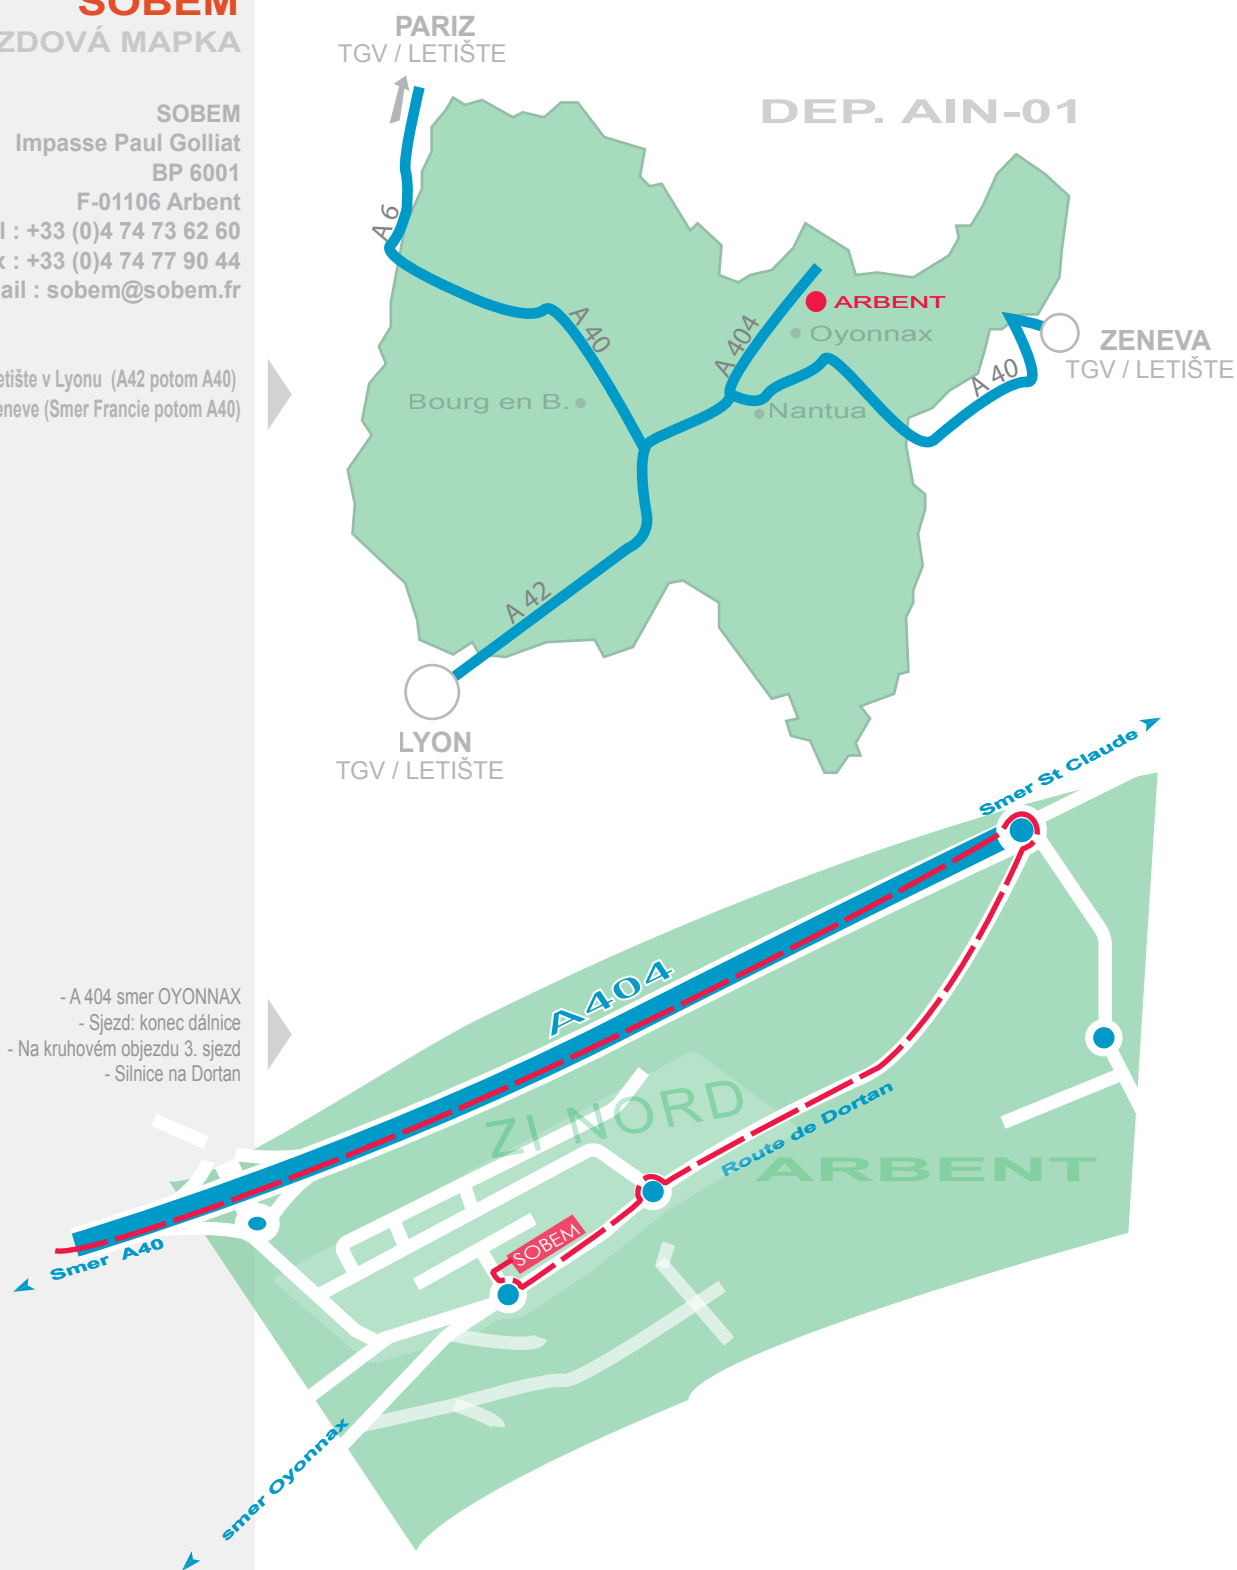 SOBEM
ZDOVÁ MAPKA
SOBEM
Impasse Paul Golliat
BP 6001
F-01106 Arbent
l : +33 (0)4 74 73 62 60
x : +33 (0)4 74 77 90 44
ail : sobem@sobem.fr
etište v Lyonu (A42 potom A40)
eneve (Smer Francie potom A40)
- A 404 smer OYONNAX
- Sjezd: konec dálnice
- Na kruhovém objezdu 3. sjezd
- Silnice na Dortan
PARIZ
TGV / LETIŠTE
DEP. AIN-01
A 6
A 40
A 404
ARBENT
Oyonnax
ZENEVA
TGV / LETIŠTE
A 40
Bourg en B.
Nantua
A 42
LYON
TGV / LETIŠTE
Smer St Claude
A404
ZI NORD
Route de Dortan
ARBENT
SOBEM
Smer A40
smer Oyonnax